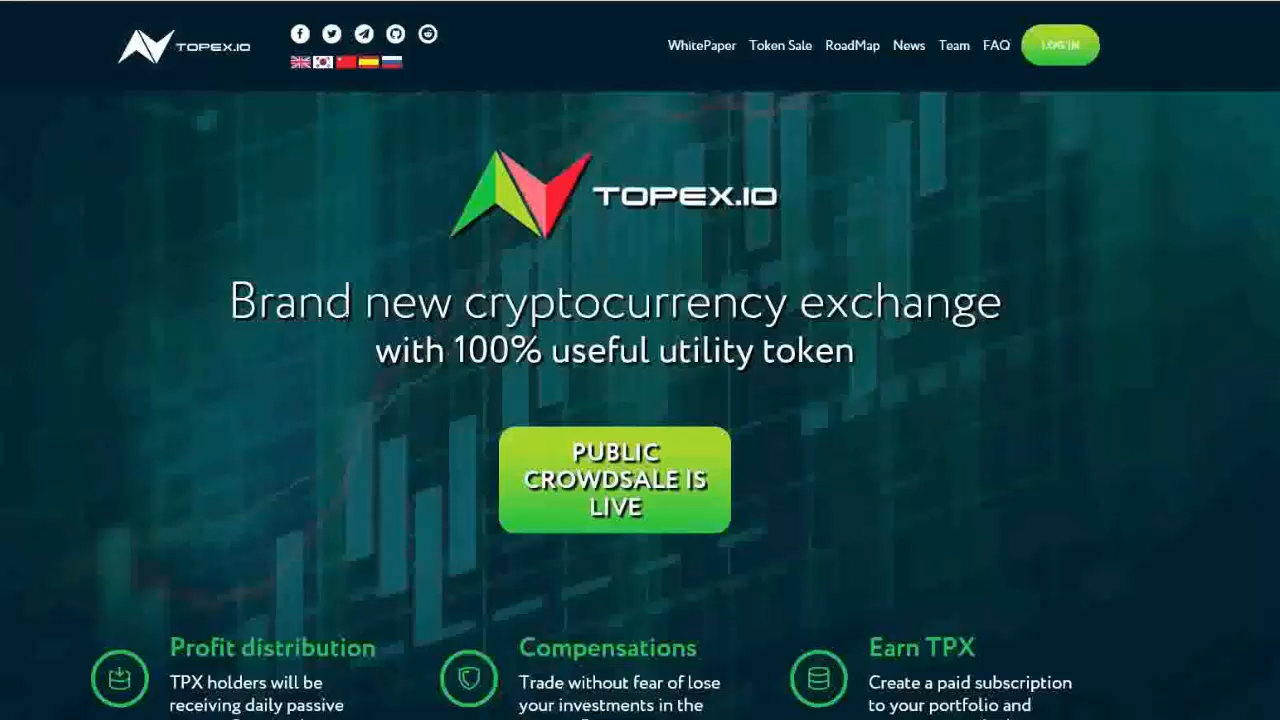 TOPEX.IO
WhitePaper Token Sale RoadMap News Team FAQ LOG IN
TOPEX.IO
Brand new cryptocurrency exchange
with 100% useful utility token
PUBLIC
CROWDSALE IS
LIVE
Profit distribution
TPX holders will be
receiving daily passive
Compensations
Trade without fear of lose
your investments in the
Earn TPX
Create a paid subscription
to your portfolio and